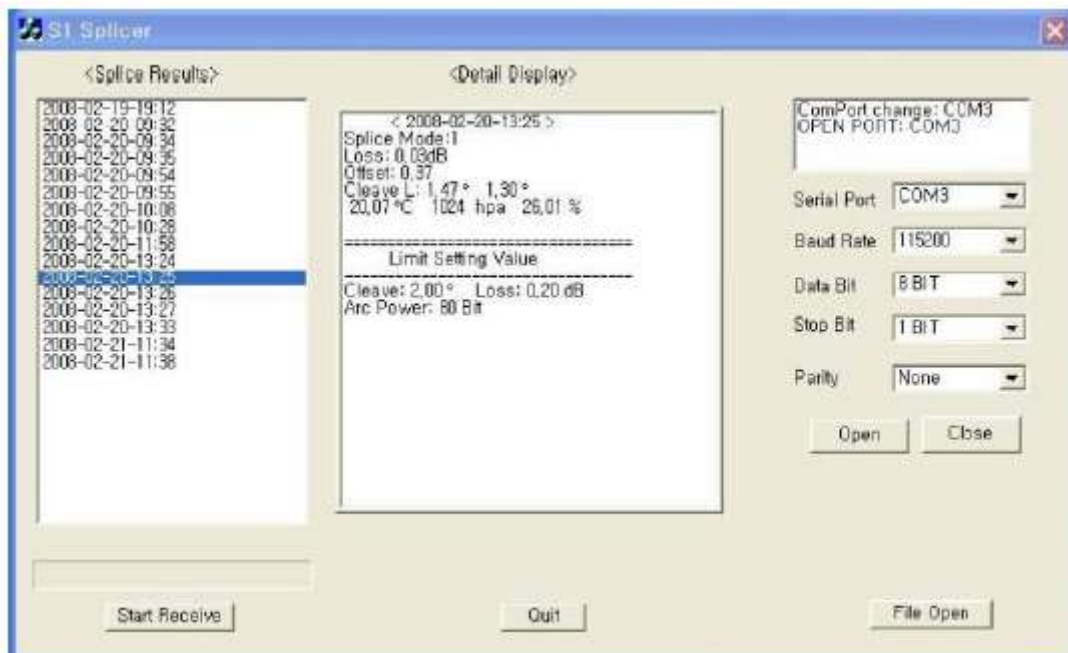 S1 Splicer
<Splice Results>
2008-02-19-19:12
2008-02-20-09:32
2008-02-20-09:34
2008-02-20-09:35
2008-02-20-09:54
2008-02-20-09:55
2008-02-20-10:08
2008-02-20-10:28
2008-02-20-11:58
2008-02-20-13:24
2008-02-20-13:25
2008-02-20-13:26
2008-02-20-13:27
2008-02-20-13:33
2008-02-21-11:34
2008-02-21-11:38
Start Receive
<Detail Display>
< 2008-02-20-13:25 >
Splice Mode:1
Loss: 0,03dB
Offset: 0,37
Cleave L: 1,47° 1,30°
20,07 ℃ 1024 hpa 26,01 %
==================================
Limit Setting Value
----------------------------------
Cleave: 2,00° Loss: 0,20 dB
Arc Power: 80 Bit
Quit
ComPort change: COM3
OPEN PORT: COM3
Serial Port COM3
Baud Rate 115200
Data Bit 8 BIT
Stop Bit 1 BIT
Parity None
Open Close
File Open